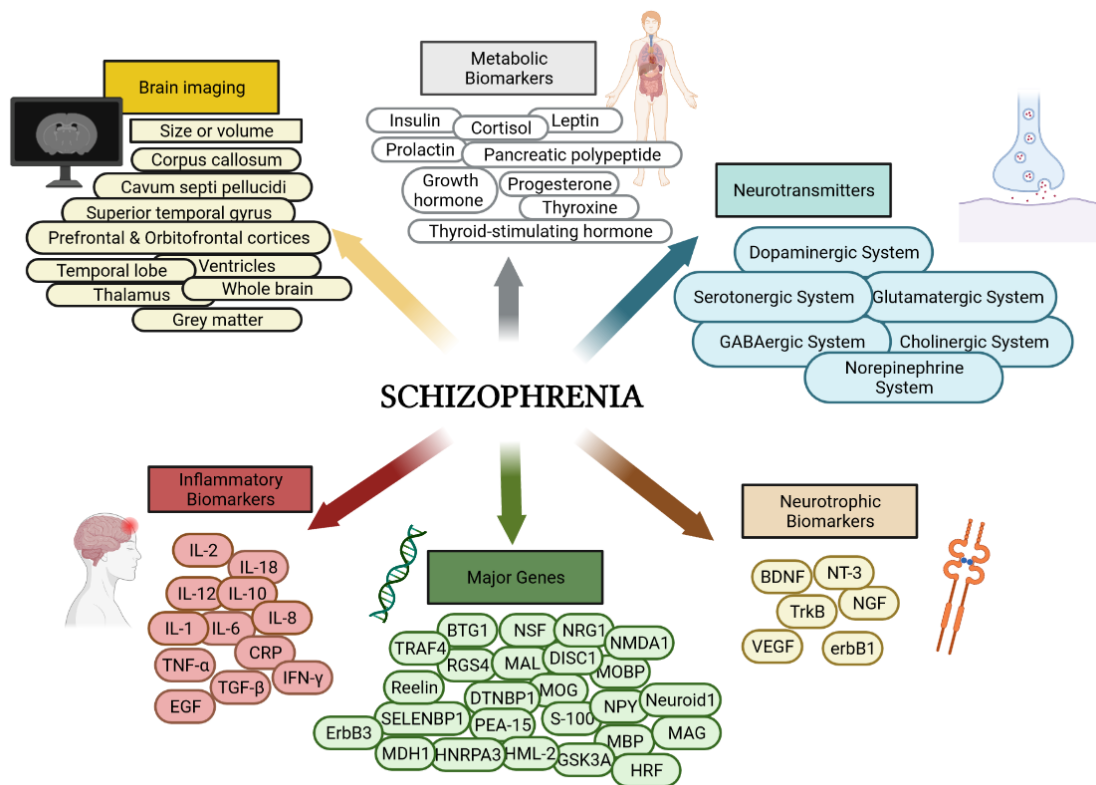 Brain imaging
Size or volume
Corpus callosum
Cavum septi pellucidi
Superior temporal gyrus
Prefrontal & Orbitofrontal cortices
Temporal lobe
Ventricles
Thalamus
Whole brain
Grey matter
Metabolic
Biomarkers
Insulin
Cortisol
Leptin
Prolactin
Pancreatic polypeptide
Growth
hormone
Progesterone
Thyroxine
Thyroid-stimulating hormone
Neurotransmitters
Dopaminergic System
Serotonergic System
Glutamatergic System
GABAergic System
Cholinergic System
Norepinephrine
System
SCHIZOPHRENIA
Inflammatory
Biomarkers
IL-2
IL-18
IL-12
IL-10
IL-1
IL-6
IL-8
TNF-α
CRP
IFN-γ
TGF-β
EGF
Major Genes
BTG1
NSF
NRG1
NMDA1
TRAF4
RGS4
MAL
DISC1
MOBP
Reelin
DTNBP1
MOG
NPY
Neuroid1
ErbB3
SELENBP1
PEA-15
S-100
MBP
MAG
MDH1
HNRPA3
HML-2
GSK3A
HRF
Neurotrophic
Biomarkers
BDNF
NT-3
TrkB
NGF
VEGF
erbB1